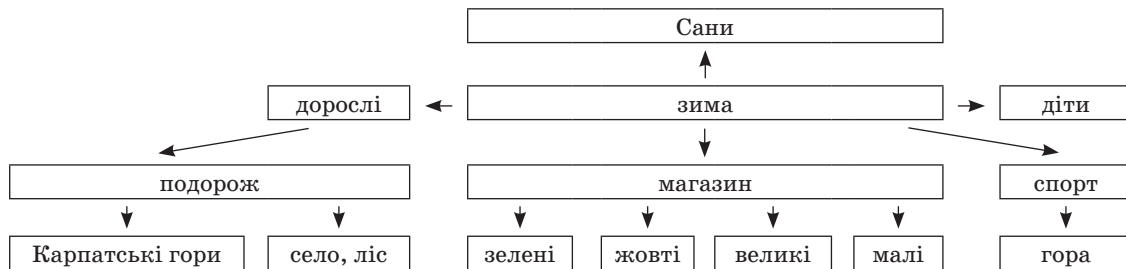 Сани
дорослі
зима
діти
подорож
магазин
спорт
Карпатські гори
село, ліс
зелені
жовті
великі
малі
гора